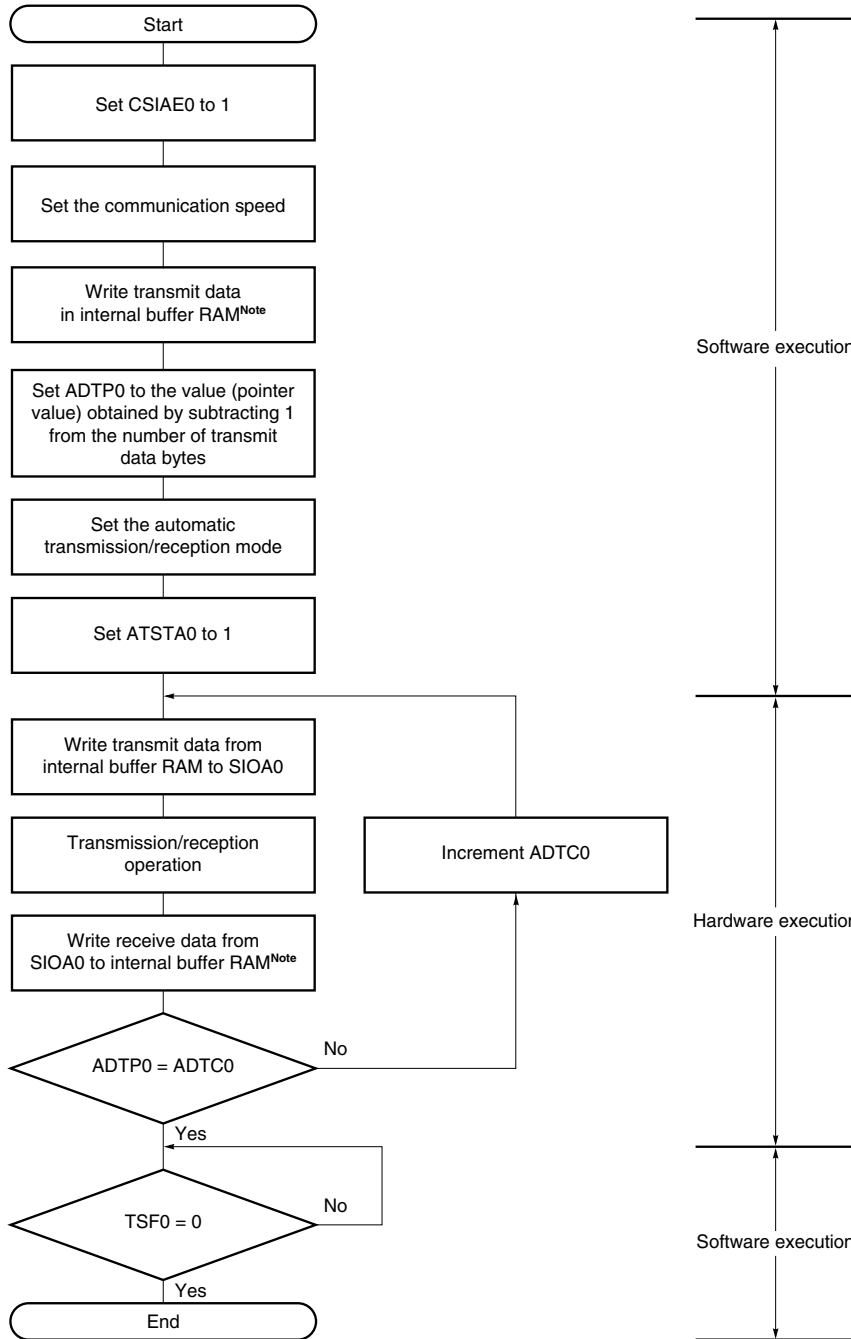 Start
Set CSIAE0 to 1
Set the communication speed
Write transmit data
in internal buffer RAMNote
Set ADTP0 to the value (pointer
value) obtained by subtracting 1
from the number of transmit
data bytes
Set the automatic
transmission/reception mode
Set ATSTA0 to 1
Software execution
Write transmit data from
internal buffer RAM to SIOA0
Transmission/reception
operation
Increment ADTC0
Write receive data from
SIOA0 to internal buffer RAMNote
Hardware execution
ADTP0 = ADTC0
No
Yes
TSF0 = 0
No
Yes
Software execution
End